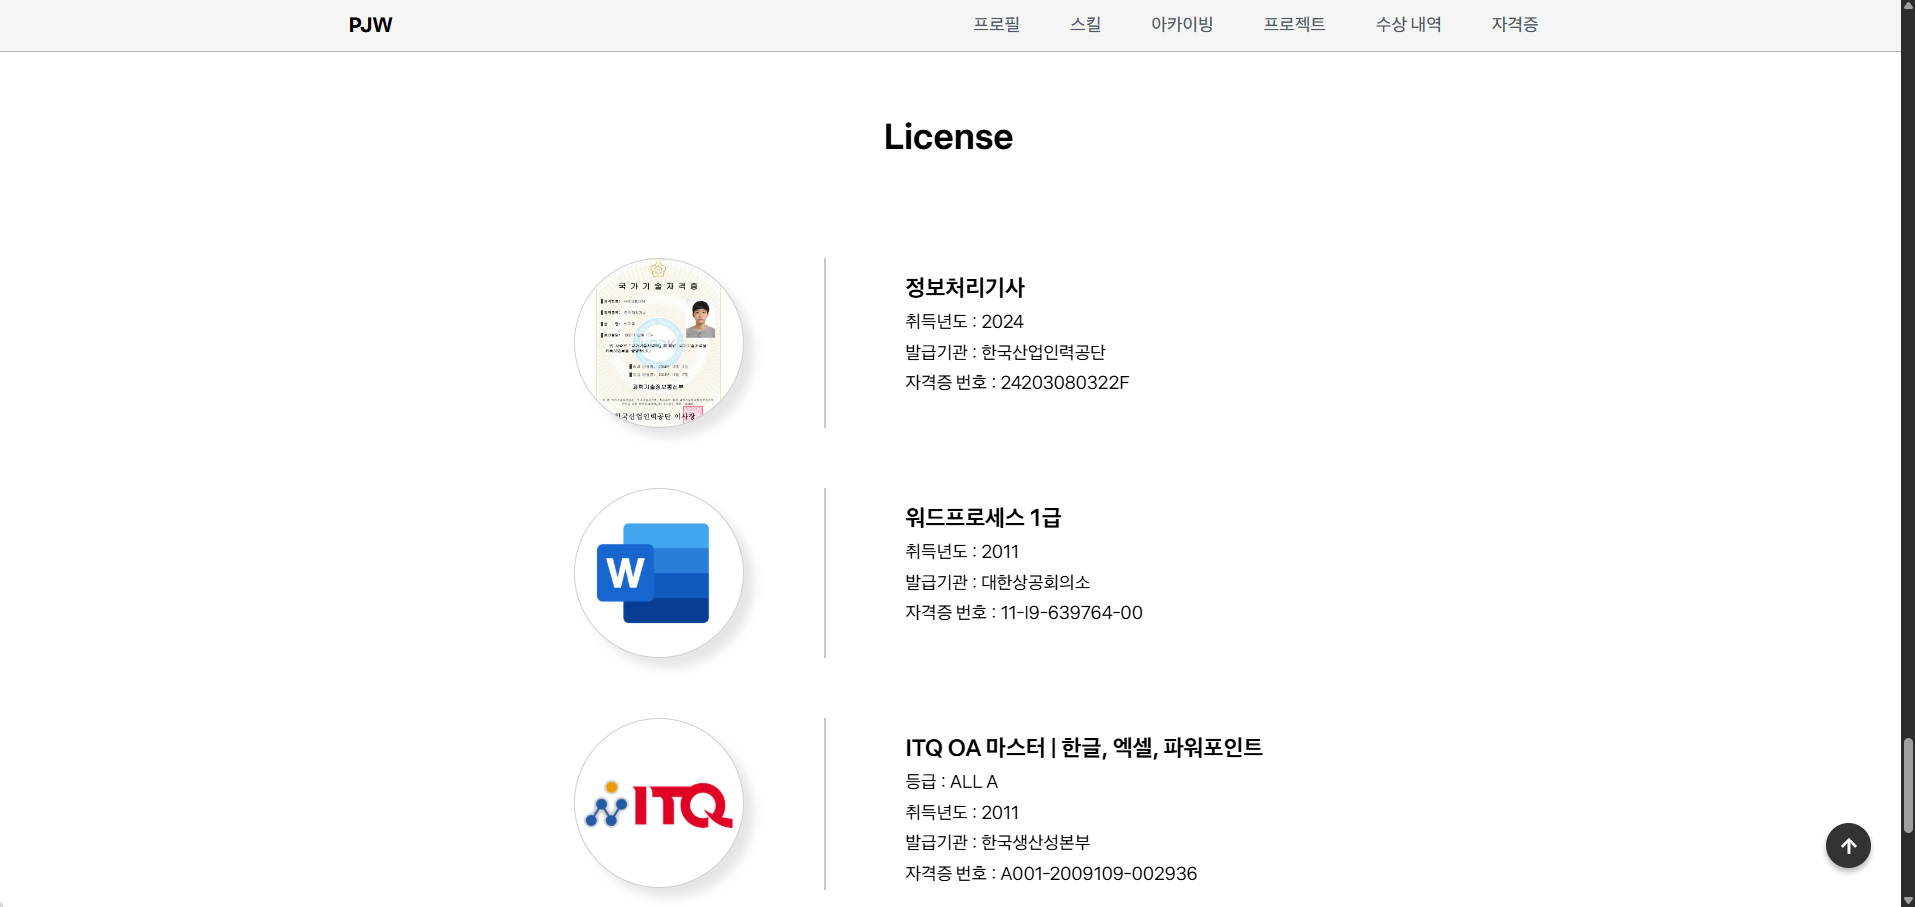 PJW
프로필
스킬
아카이빙
프로젝트
수상 내역
자격증
License
국 가 기 술 자 격 증
과학기술정보통신부
한국산업인력공단 이사장
정보처리기사
취득년도 : 2024
발급기관 : 한국산업인력공단
자격증 번호 : 24203080322F
W
워드프로세스 1급
취득년도 : 2011
발급기관 : 대한상공회의소
자격증 번호 : 11-I9-639764-00
ITQ
ITQ OA 마스터 | 한글, 엑셀, 파워포인트
등급 : ALL A
취득년도 : 2011
발급기관 : 한국생산성본부
자격증 번호 : A001-2009109-002936